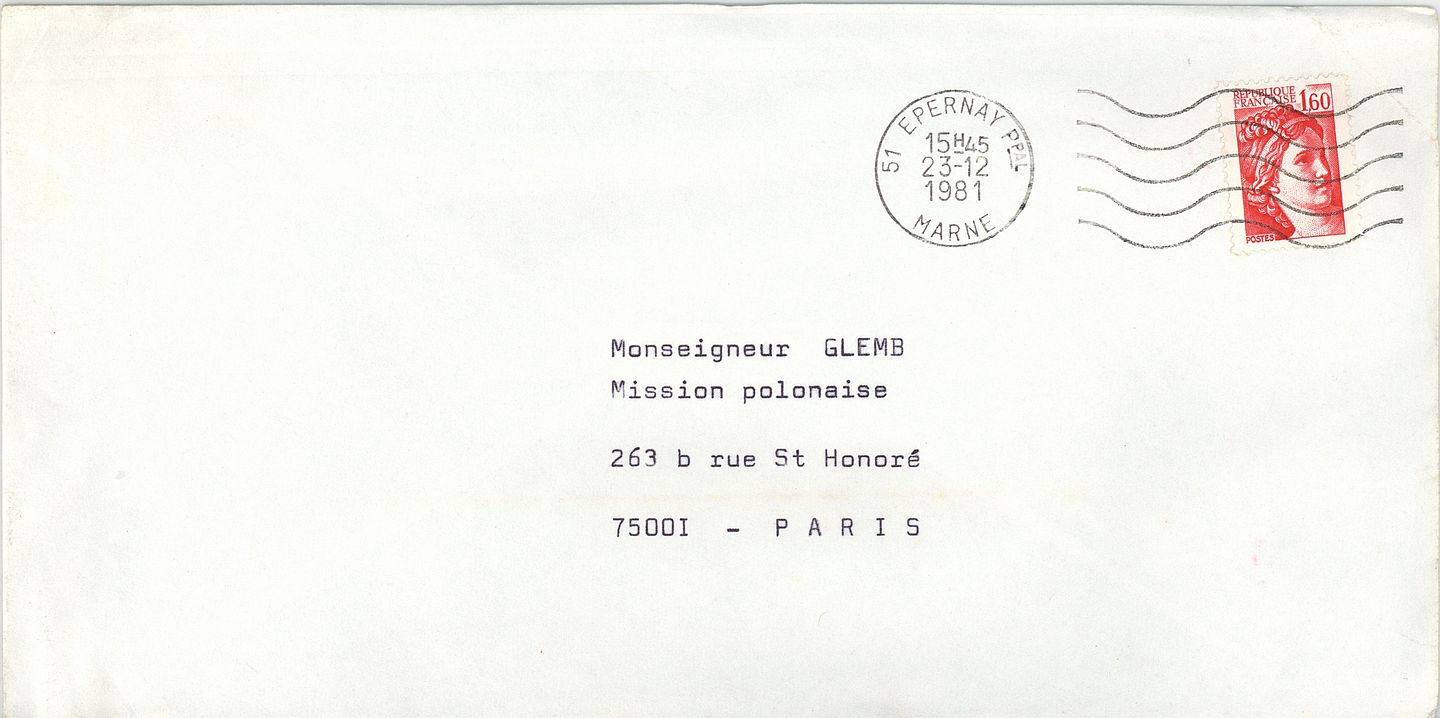 51 EPERNAY PPAL
15H45
23-12
1981
MARNE
REPUBLIQUE
FRANÇAISE 1,60
POSTES
Monseigneur GLEMB
Mission polonaise
263 b rue St Honoré
7500I - P A R I S